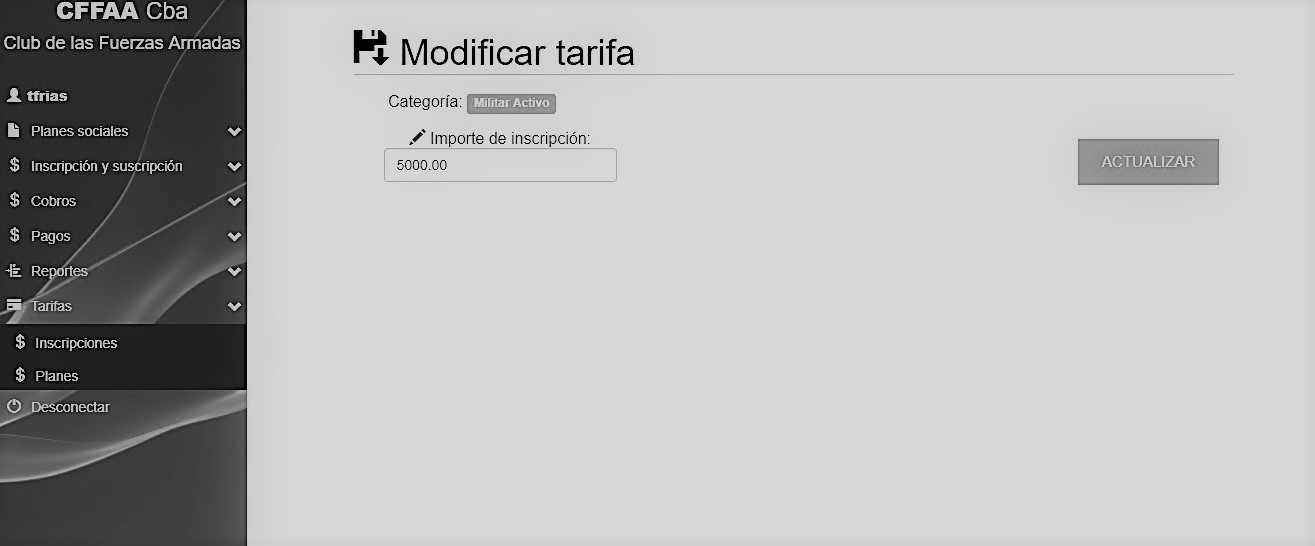 CFFAA Cba
Club de las Fuerzas Armadas
tfrias
Planes sociales
Inscripción y suscripción
Cobros
Pagos
Reportes
Tarifas
Inscripciones
Planes
Desconectar
Modificar tarifa
Categoría: Militar Activo
Importe de inscripción:
5000.00
ACTUALIZAR